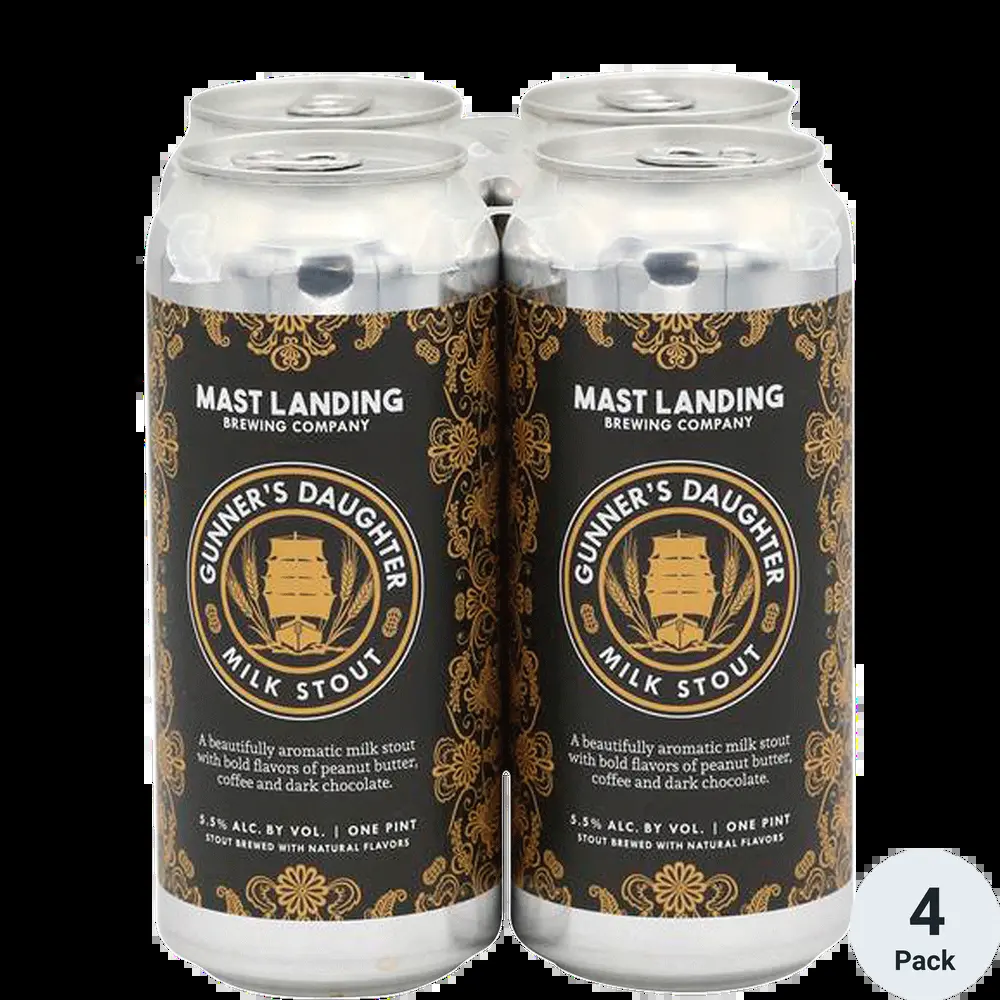 MAST LANDING
BREWING COMPANY
GUNNER'S DAUGHTER
MILK STOUT
A beautifully aromatic milk stout
with bold flavors of peanut butter,
coffee and dark chocolate.
5.5% ALC. BY VOL. | ONE PINT
STOUT BREWED WITH NATURAL FLAVORS
MAST LANDING
BREWING COMPANY
GUNNER'S DAUGHTER
MILK STOUT
A beautifully aromatic milk stout
with bold flavors of peanut butter,
coffee and dark chocolate.
5.5% ALC. BY VOL. | ONE PINT
STOUT BREWED WITH NATURAL FLAVORS
4
Pack